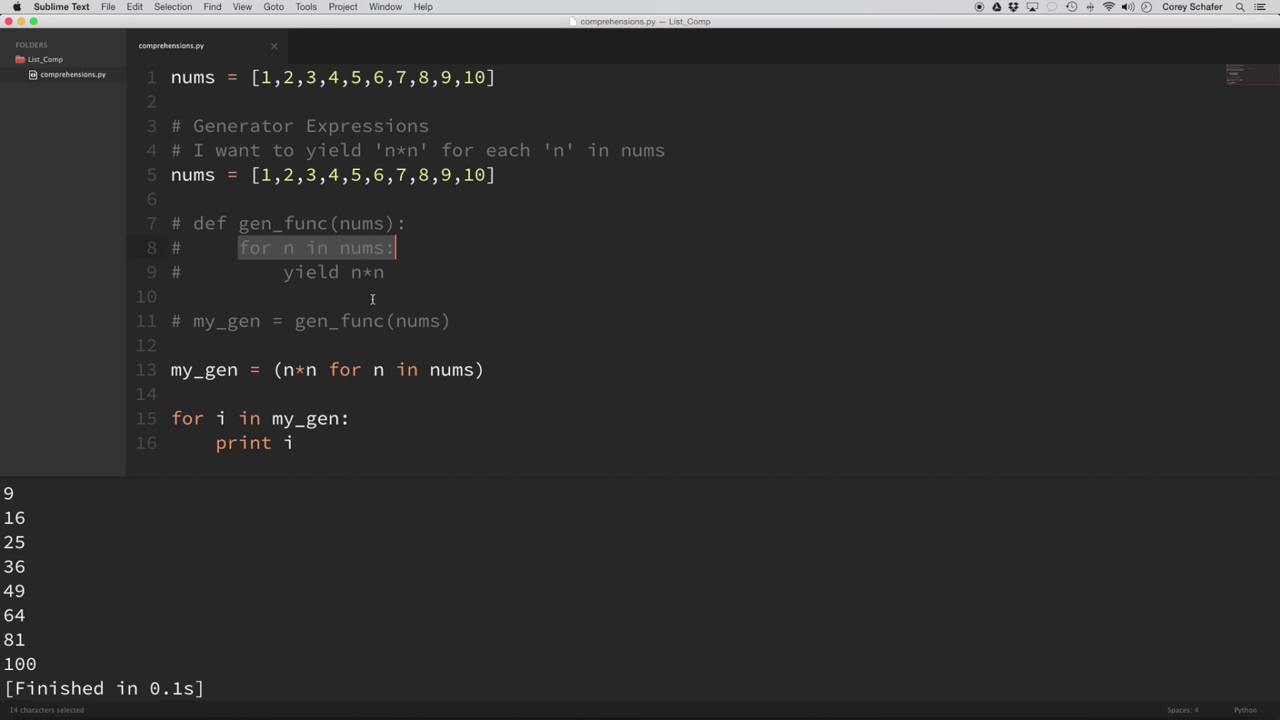 Sublime Text File Edit Selection Find View Goto Tools Project Window Help Corey Schafer
comprehensions.py — List_Comp
FOLDERS
List_Comp
comprehensions.py
comprehensions.py
1 nums = [1,2,3,4,5,6,7,8,9,10]
2
3 # Generator Expressions
4 # I want to yield 'n*n' for each 'n' in nums
5 nums = [1,2,3,4,5,6,7,8,9,10]
6
7 # def gen_func(nums):
8 #     for n in nums:
9 #         yield n*n
10
11 # my_gen = gen_func(nums)
12
13 my_gen = (n*n for n in nums)
14
15 for i in my_gen:
16     print i
9
16
25
36
49
64
81
100
[Finished in 0.1s]
14 characters selected Spaces: 4 Python